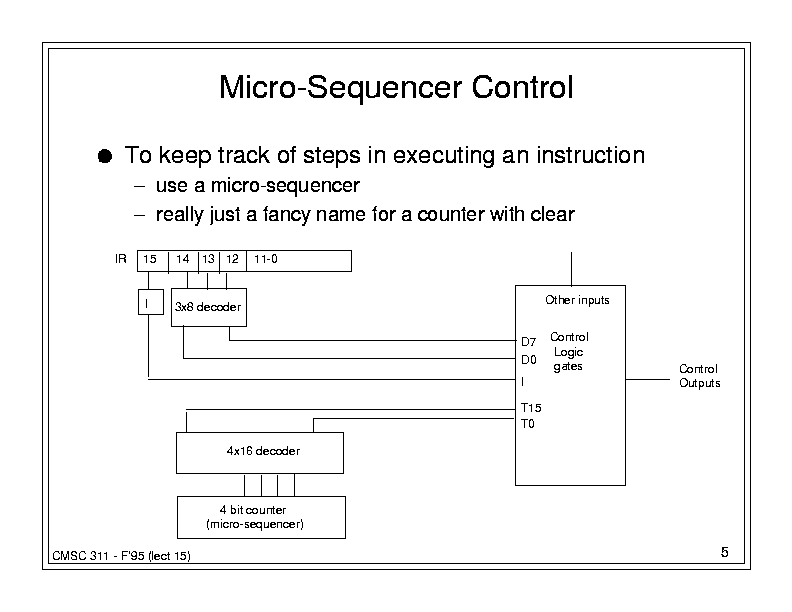 Micro-Sequencer Control
● To keep track of steps in executing an instruction
– use a micro-sequencer
– really just a fancy name for a counter with clear
IR 15 14 13 12 11-0
I
3x8 decoder
Other inputs
D7
D0
I
Control
Logic
gates
Control
Outputs
T15
T0
4x16 decoder
4 bit counter
(micro-sequencer)
CMSC 311 - F'95 (lect 15)
5